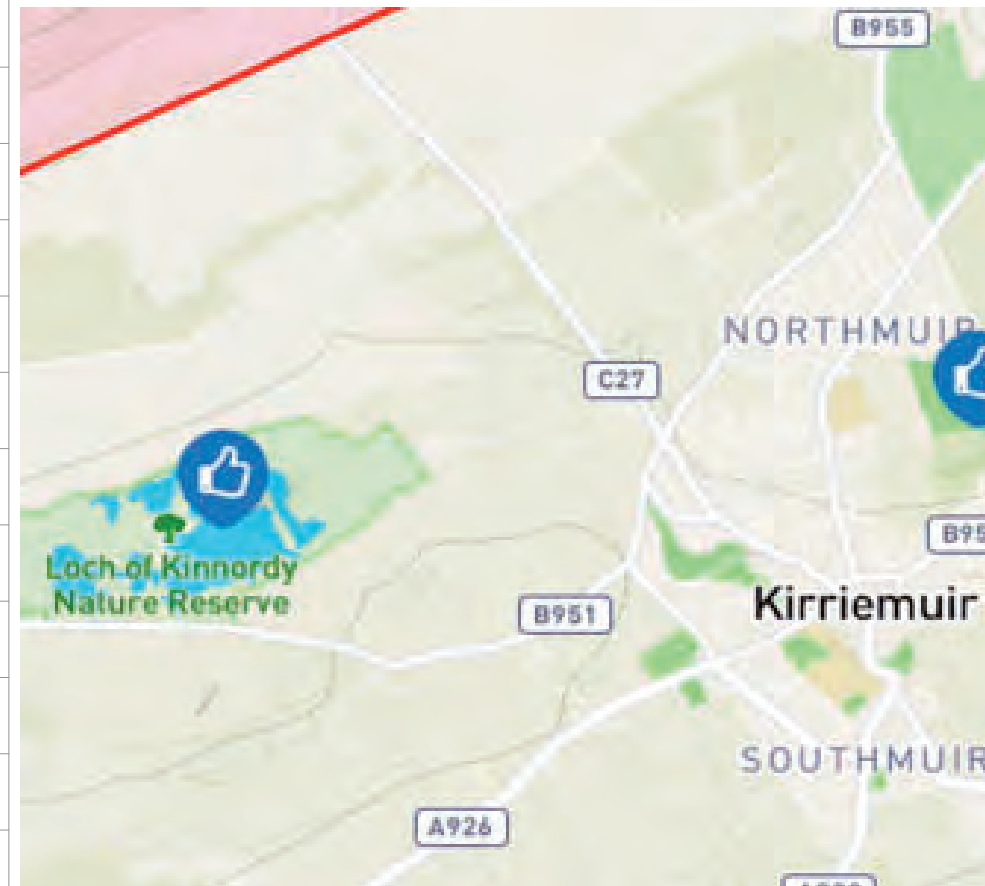 B955
NORTHMUIR
C27
Loch of Kinnordy
Nature Reserve
B951
Kirriemuir
SOUTHMUIR
A926